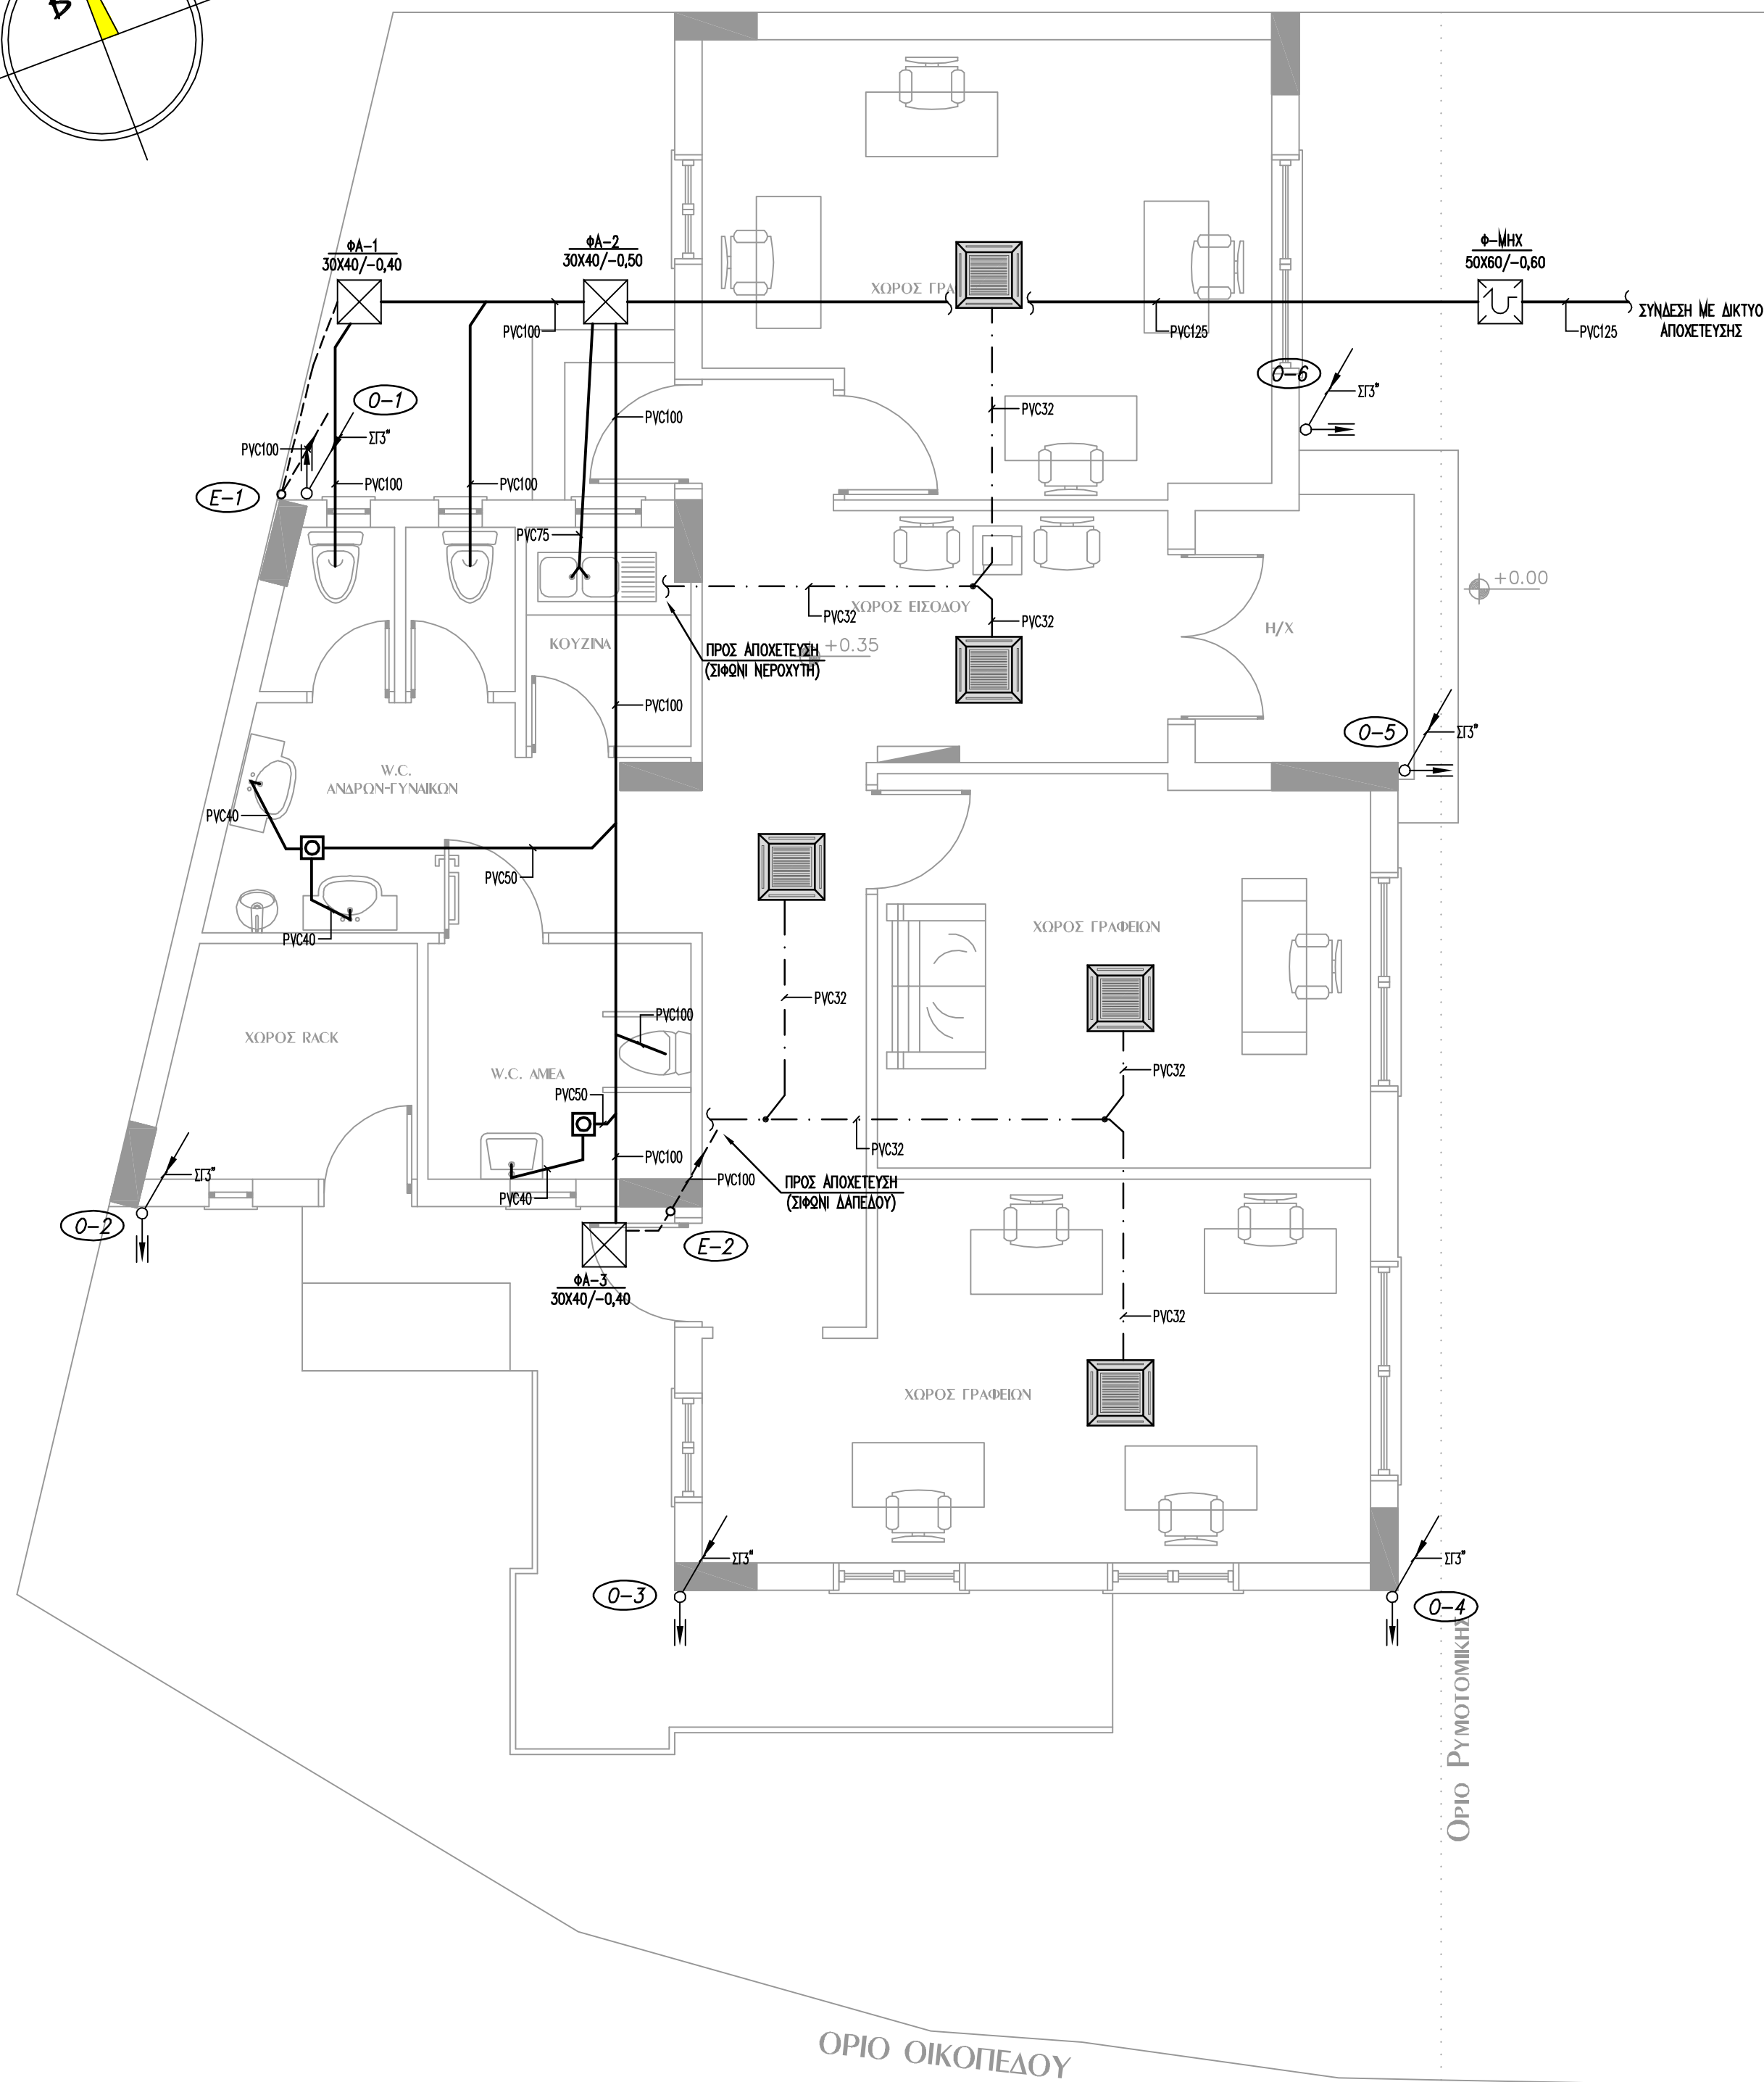 Δ
ΦΑ-1
30Χ40/-0,40
ΦΑ-2
30Χ40/-0,50
Φ-ΜΗΧ
50Χ60/-0,60
ΧΩΡΟΣ ΓΡΑ
ΣΥΝΔΕΣΗ ΜΕ ΔΙΚΤΥΟ
ΑΠΟΧΕΤΕΥΣΗΣ
PVC100
PVC125
PVC125
Ο-6
ΣΓ3"
Ο-1
PVC32
PVC100
ΣΓ3"
PVC100
Ε-1
PVC100
PVC100
PVC75
+0.00
ΧΩΡΟΣ ΕΙΣΟΔΟΥ
PVC32
PVC32
Η/Χ
ΚΟΥΖΙΝΑ
+0.35
ΠΡΟΣ ΑΠΟΧΕΤΕΥΣΗ
(ΣΙΦΩΝΙ ΝΕΡΟΧΥΤΗ)
PVC100
Ο-5
ΣΓ3"
W.C.
ΑΝΔΡΩΝ-ΓΥΝΑΙΚΩΝ
PVC40
PVC50
PVC40
ΧΩΡΟΣ ΓΡΑΦΕΙΩΝ
PVC32
PVC100
ΧΩΡΟΣ RACK
W.C. ΑΜΕΑ
PVC32
PVC50
PVC32
PVC100
ΣΓ3"
PVC40
PVC100
ΠΡΟΣ ΑΠΟΧΕΤΕΥΣΗ
(ΣΙΦΩΝΙ ΔΑΠΕΔΟΥ)
Ο-2
Ε-2
ΦΑ-3
30Χ40/-0,40
PVC32
ΧΩΡΟΣ ΓΡΑΦΕΙΩΝ
ΣΓ3"
ΣΓ3"
Ο-3
Ο-4
ΟΡΙΟ ΡΥΜΟΤΟΜΙΚΗΣ
ΟΡΙΟ ΟΙΚΟΠΕΔΟΥ